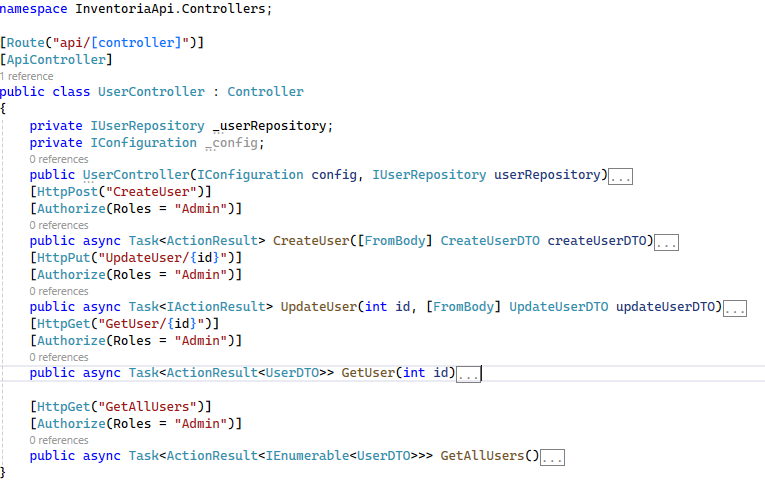 namespace InventoriaApi.Controllers;
[Route("api/[controller]")]
[ApiController]
1 reference
public class UserController : Controller
{
private IUserRepository _userRepository;
private IConfiguration _config;
0 references
public UserController(IConfiguration config, IUserRepository userRepository)...
[HttpPost("CreateUser")]
[Authorize(Roles = "Admin")]
0 references
public async Task<ActionResult> CreateUser([FromBody] CreateUserDTO createUserDTO)...
[HttpPut("UpdateUser/{id}")]
[Authorize(Roles = "Admin")]
0 references
public async Task<IActionResult> UpdateUser(int id, [FromBody] UpdateUserDTO updateUserDTO)...
[HttpGet("GetUser/{id}")]
[Authorize(Roles = "Admin")]
0 references
public async Task<ActionResult<UserDTO>> GetUser(int id)...
[HttpGet("GetAllUsers")]
[Authorize(Roles = "Admin")]
0 references
public async Task<ActionResult<IEnumerable<UserDTO>>> GetAllUsers()...
}